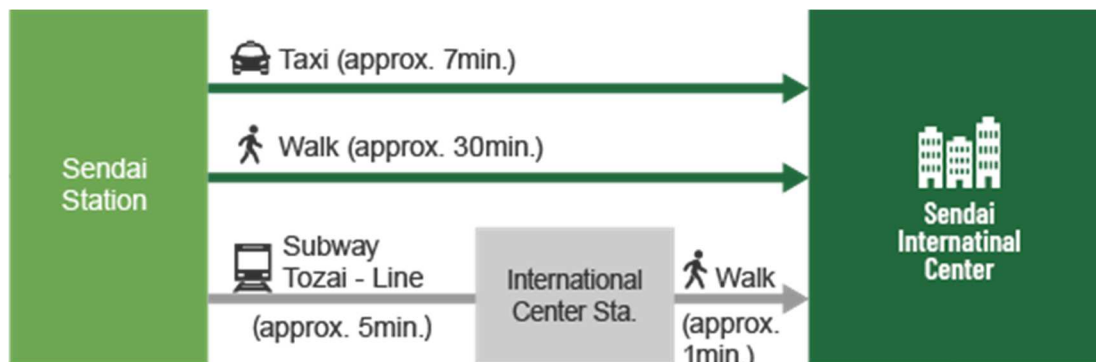 Sendai
Station
Taxi (approx. 7min.)
Walk (approx. 30min.)
Subway
Tozai - Line
(approx. 5min.)
International
Center Sta.
Walk
(approx.
1min.)
Sendai
Internatinal
Center